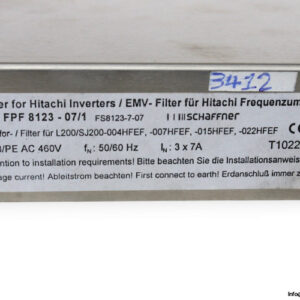 3412
er for Hitachi Inverters / EMV- Filter für Hitachi Frequenzum
FPF 8123 - 07/1 FS8123-7-07 schaffner
for- / Filter für L200/SJ200-004HFEF, -007HFEF, -015HFEF, -022HFEF
/PE AC 460V fN : 50/60 Hz IN : 3 x 7A T1022
ention to installation requirements! Bitte beachten Sie die Installationsanweis
age current! Ableitstrom beachten! First connect to earth! Erdanschluß immer z